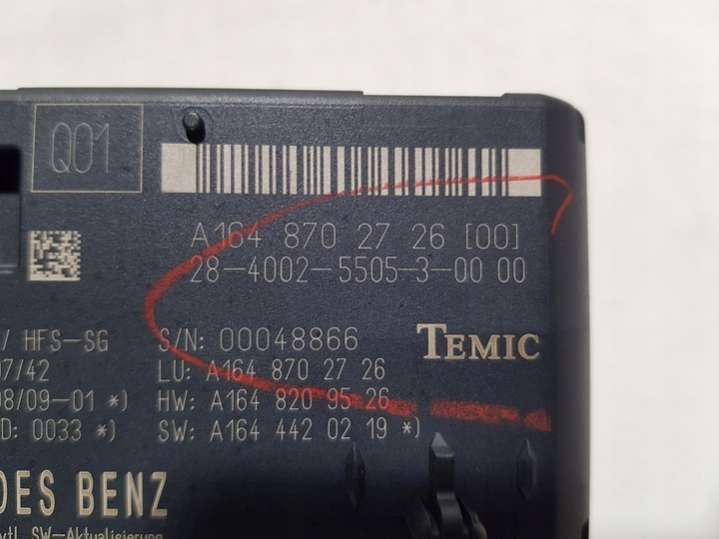 Q01
A164 870 27 26 [00]
28-4002-5505-3-00 00
/ HFS-SG
S/N: 00048866
TEMIC
07/42
LU: A164 870 27 26
08/09-01 *)
HW: A164 820 95 26
D: 0033 *)
SW: A164 442 02 19 *)
DES BENZ
SW-Aktualisierung